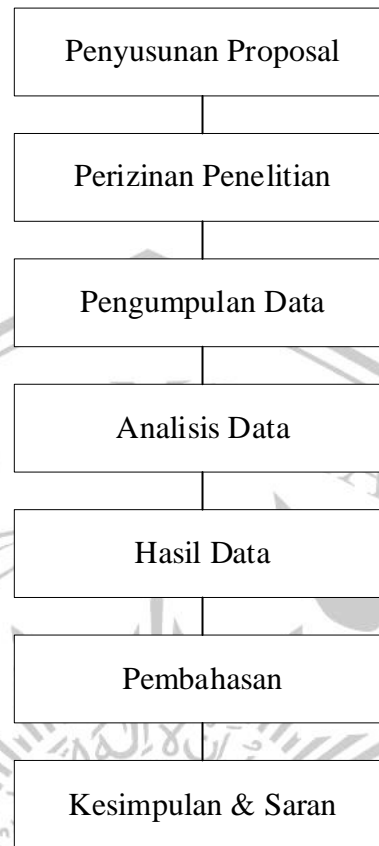 Penyusunan Proposal
Perizinan Penelitian
Pengumpulan Data
Analisis Data
Hasil Data
Pembahasan
Kesimpulan & Saran